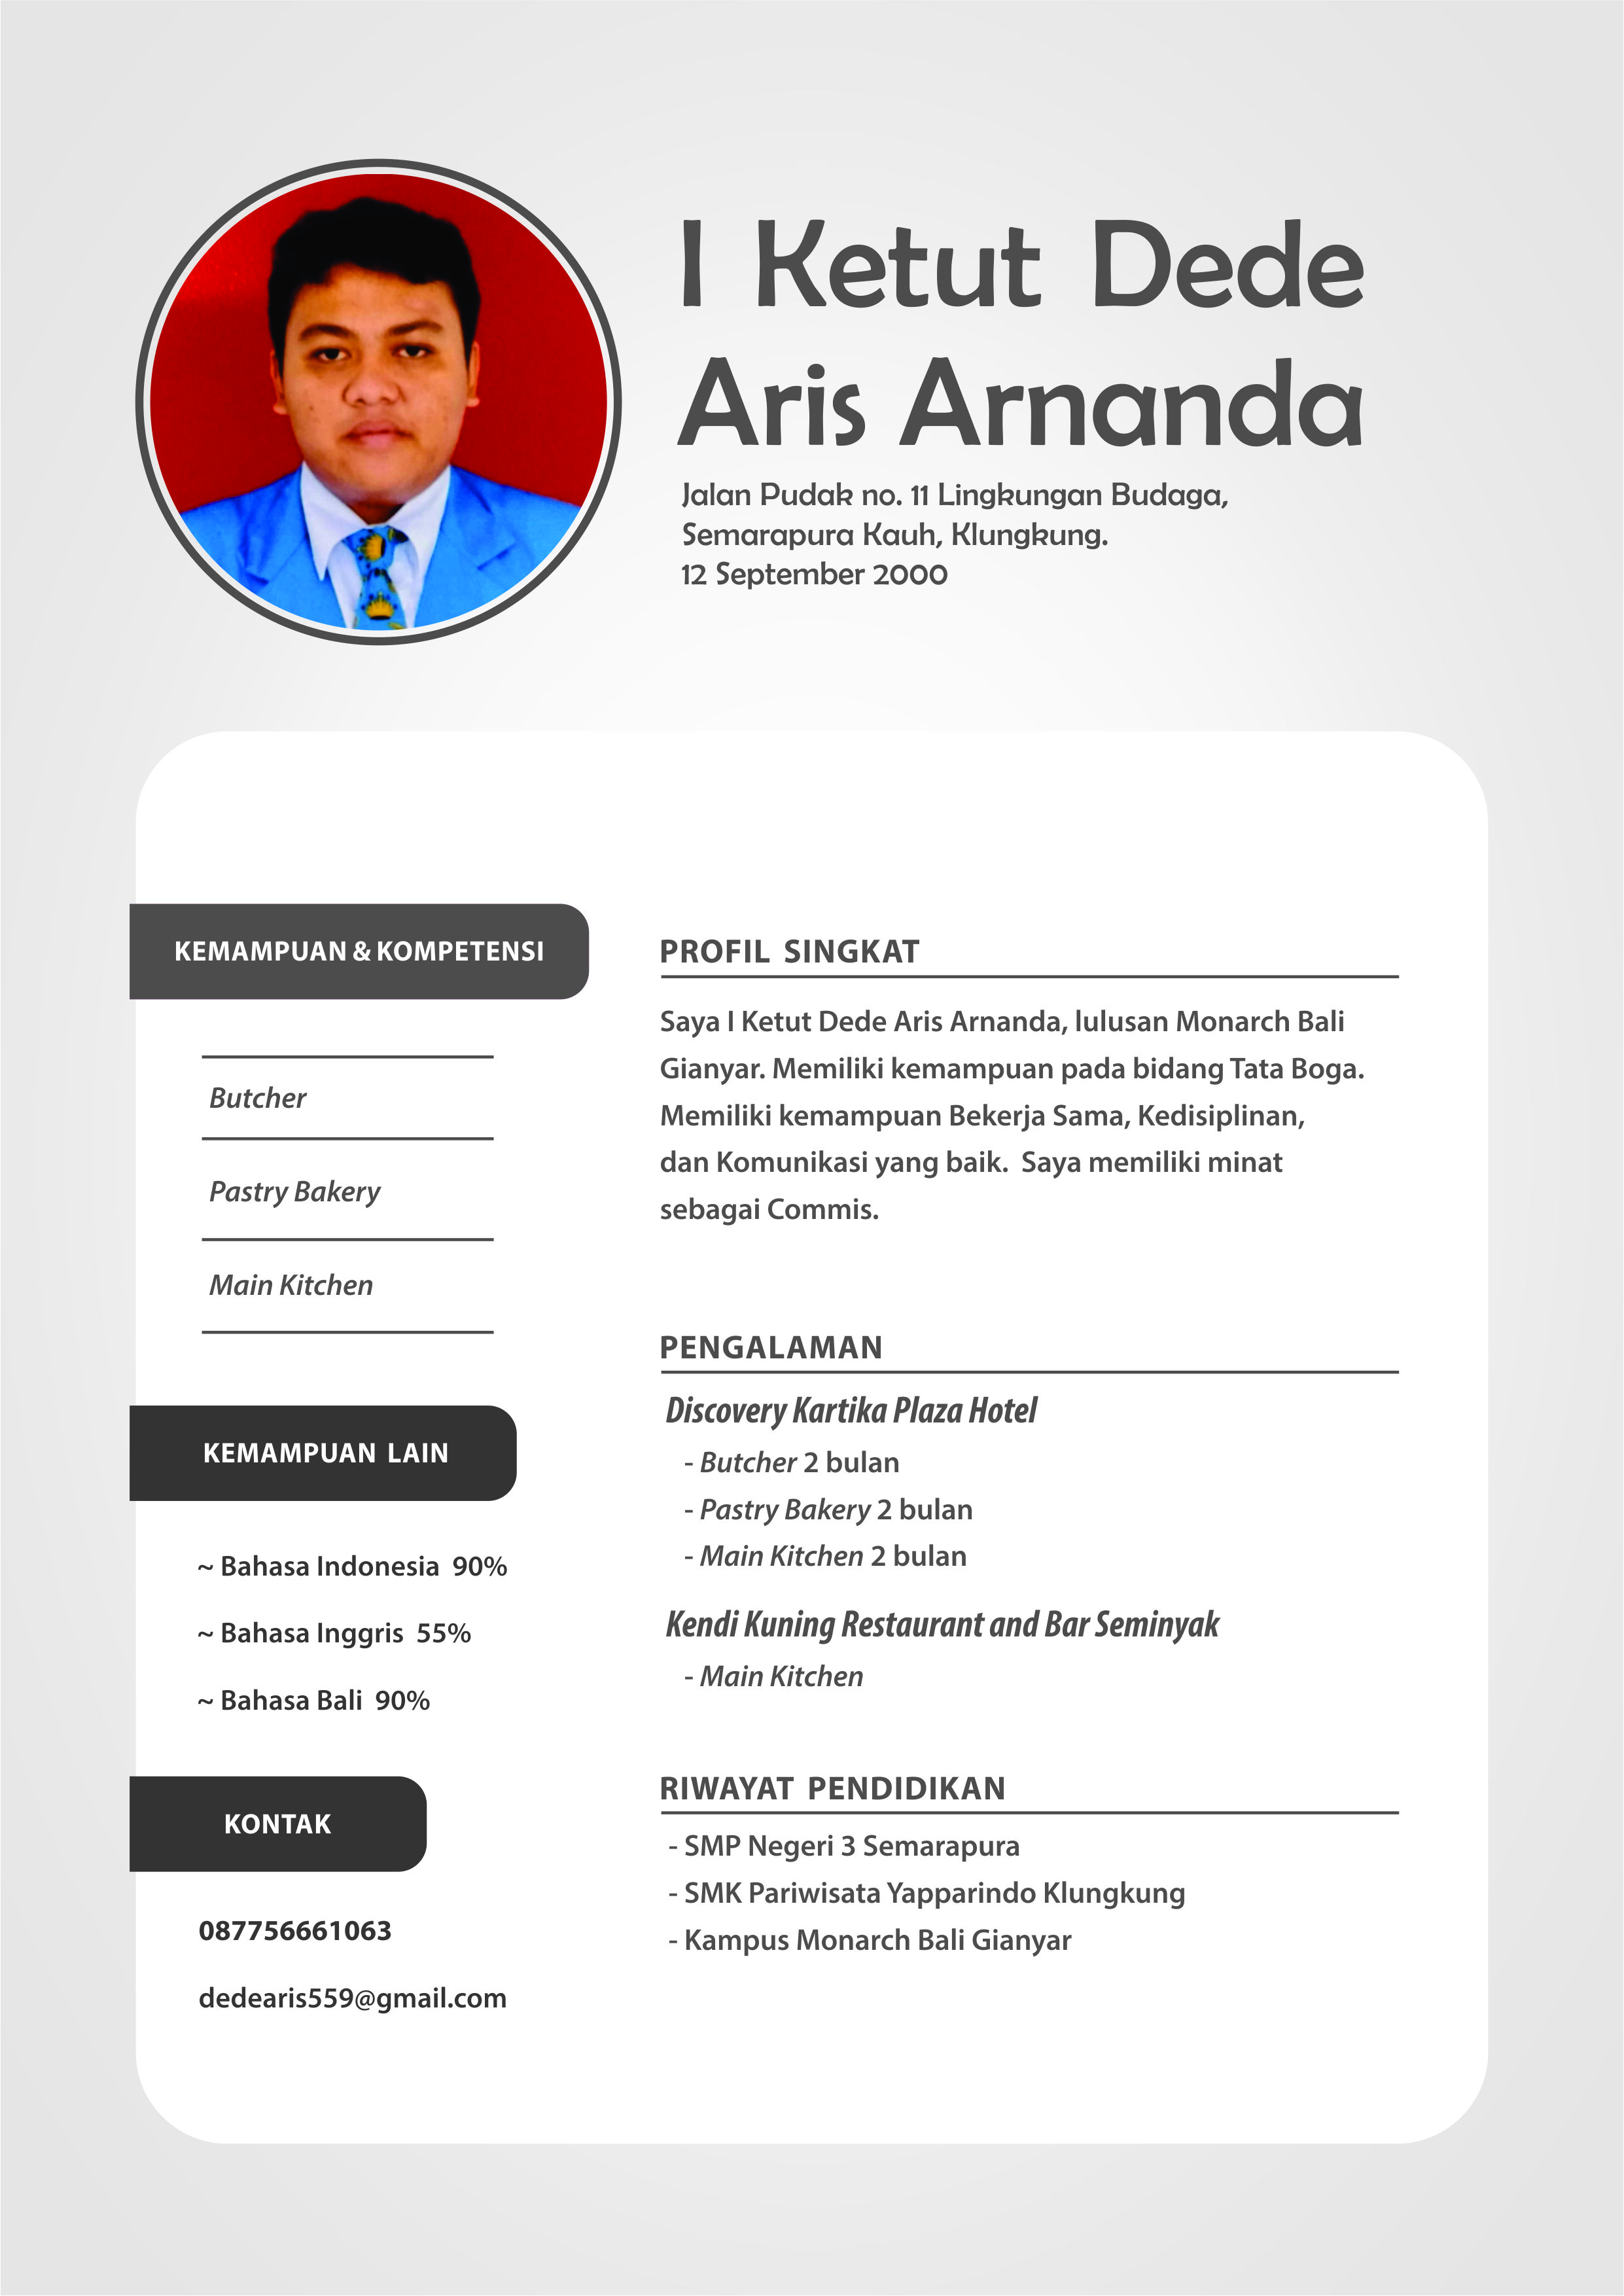 I Ketut Dede
Aris Arnanda
Jalan Pudak no. 11 Lingkungan Budaga,
Semarapura Kauh, Klungkung.
12 September 2000
KEMAMPUAN & KOMPETENSI
Butcher
Pastry Bakery
Main Kitchen
KEMAMPUAN LAIN
~ Bahasa Indonesia 90%
~ Bahasa Inggris 55%
~ Bahasa Bali 90%
KONTAK
087756661063
dedearis559@gmail.com
PROFIL SINGKAT
Saya I Ketut Dede Aris Arnanda, lulusan Monarch Bali
Gianyar. Memiliki kemampuan pada bidang Tata Boga.
Memiliki kemampuan Bekerja Sama, Kedisiplinan,
dan Komunikasi yang baik. Saya memiliki minat
sebagai Commis.
PENGALAMAN
Discovery Kartika Plaza Hotel
- Butcher 2 bulan
- Pastry Bakery 2 bulan
- Main Kitchen 2 bulan
Kendi Kuning Restaurant and Bar Seminyak
- Main Kitchen
RIWAYAT PENDIDIKAN
- SMP Negeri 3 Semarapura
- SMK Pariwisata Yapparindo Klungkung
- Kampus Monarch Bali Gianyar